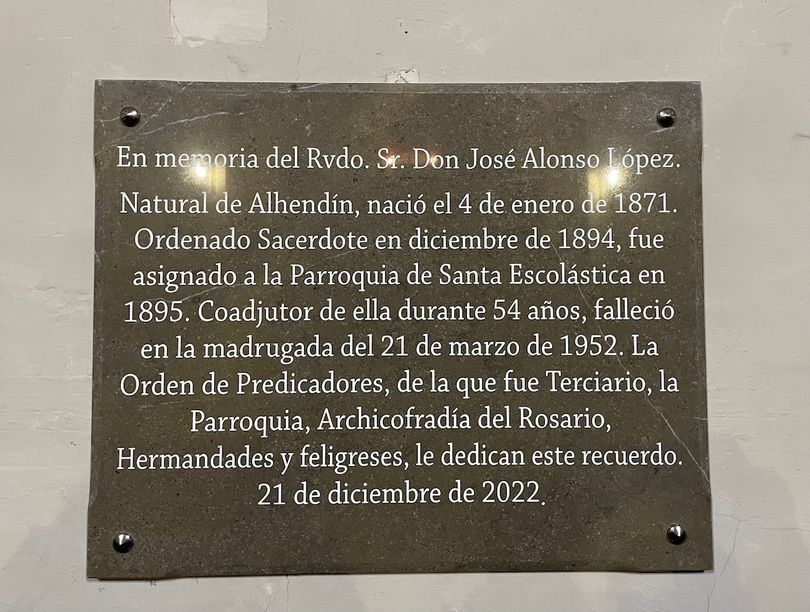 En memoria del Rvdo. Sr. Don José Alonso López.
Natural de Alhendín, nació el 4 de enero de 1871.
Ordenado Sacerdote en diciembre de 1894, fue
asignado a la Parroquia de Santa Escolástica en
1895. Coadjutor de ella durante 54 años, falleció
en la madrugada del 21 de marzo de 1952. La
Orden de Predicadores, de la que fue Terciario, la
Parroquia, Archicofradía del Rosario,
Hermandades y feligreses, le dedican este recuerdo.
21 de diciembre de 2022.